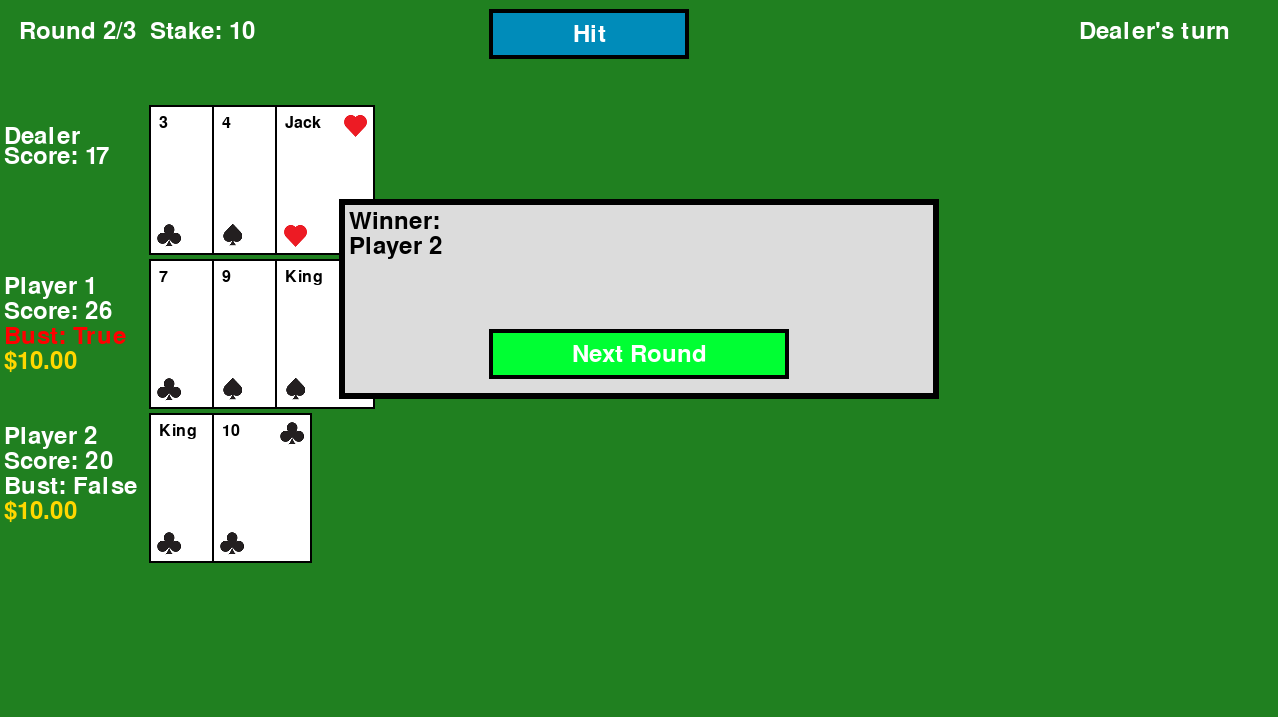 Round 2/3 Stake: 10
Hit
Dealer's turn
Dealer
Score: 17
3
4
Jack
Winner:
Player 2
Next Round
Player 1
Score: 26
Bust: True
$10.00
7
9
King
Player 2
Score: 20
Bust: False
$10.00
King
10